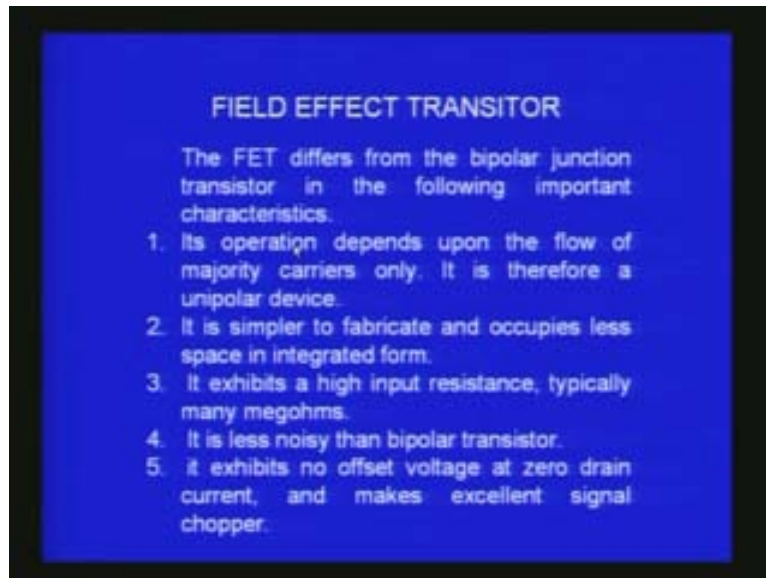 FIELD EFFECT TRANSITOR
The FET differs from the bipolar junction
transistor in the following important
characteristics.
1. Its operation depends upon the flow of
majority carriers only. It is therefore a
unipolar device.
2. It is simpler to fabricate and occupies less
space in integrated form.
3. It exhibits a high input resistance, typically
many megohms.
4. It is less noisy than bipolar transistor.
5. it exhibits no offset voltage at zero drain
current, and makes excellent signal
chopper.